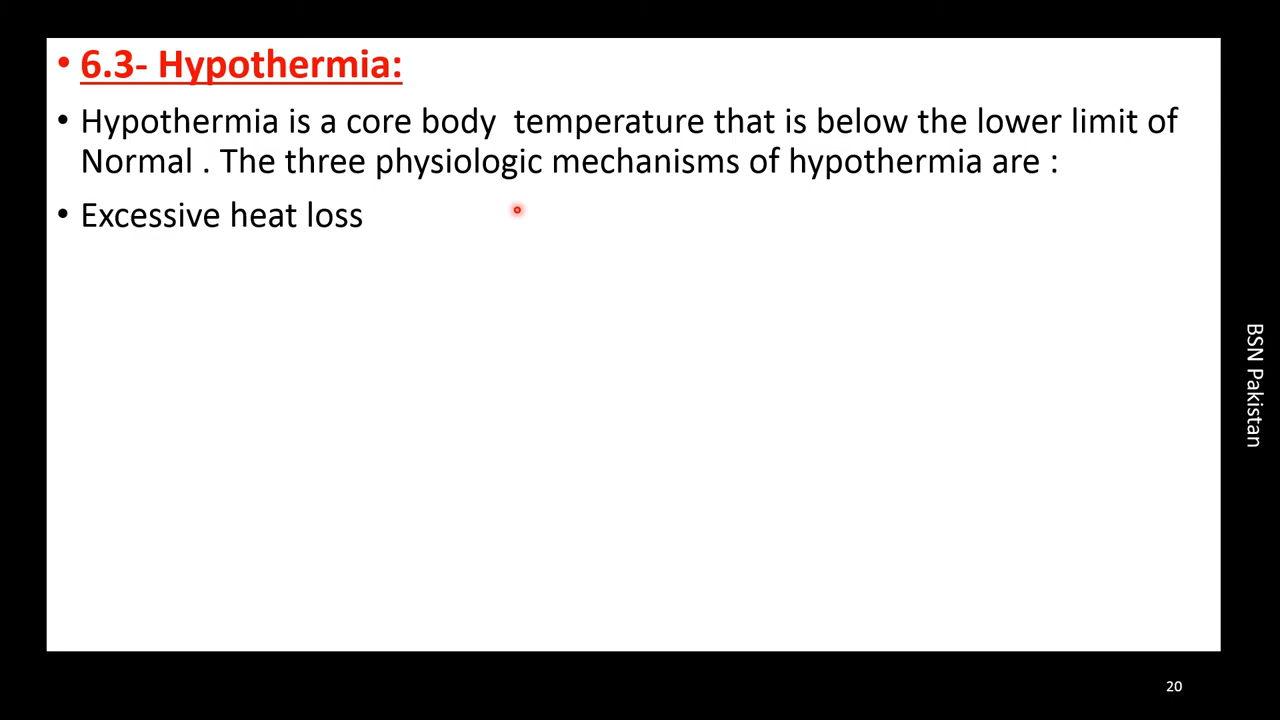 • 6.3- Hypothermia:
• Hypothermia is a core body  temperature that is below the lower limit of
Normal . The three physiologic mechanisms of hypothermia are :
• Excessive heat loss
BSN Pakistan
20